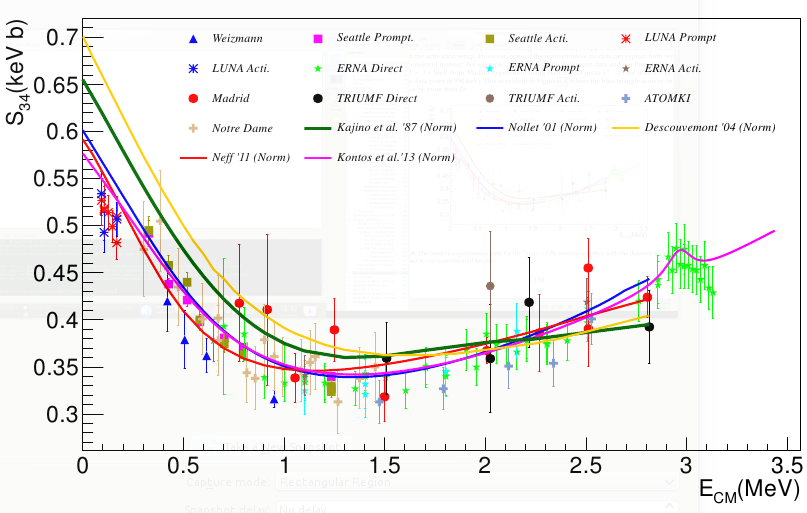 S34(keV b)
0.7
0.65
0.6
0.55
0.5
0.45
0.4
0.35
0.3
Weizmann
Seattle Prompt.
Seattle Acti.
LUNA Prompt
LUNA Acti.
ERNA Direct
ERNA Prompt
ERNA Acti.
Madrid
TRIUMF Direct
TRIUMF Acti.
ATOMKI
Notre Dame
Kajino et al. '87 (Norm)
Nollet '01 (Norm)
Descouvemont '04 (Norm)
Neff '11 (Norm)
Kontos et al.'13 (Norm)
0 0.5 1 1.5 2 2.5 3 3.5
ECM(MeV)
Capture mode: Rectangular Region
Snapshot delay: No delay